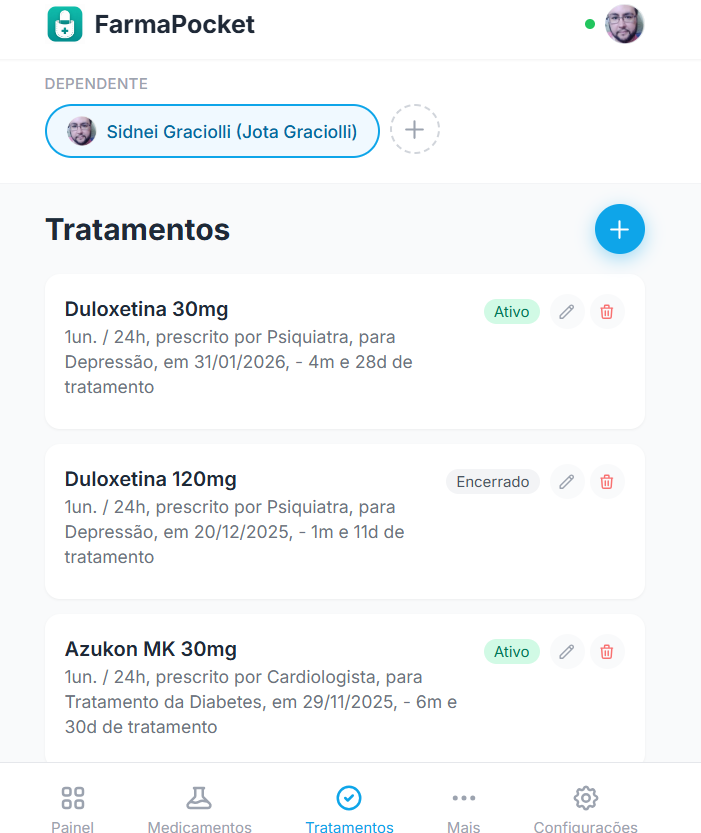 FarmaPocket
DEPENDENTE
Sidnei Graciolli (Jota Graciolli)
Tratamentos
Duloxetina 30mg
Ativo
1un. / 24h, prescrito por Psiquiatra, para
Depressão, em 31/01/2026, - 4m e 28d de
tratamento
Duloxetina 120mg
Encerrado
1un. / 24h, prescrito por Psiquiatra, para
Depressão, em 20/12/2025, - 1m e 11d de
tratamento
Azukon MK 30mg
Ativo
1un. / 24h, prescrito por Cardiologista, para
Tratamento da Diabetes, em 29/11/2025, - 6m e
30d de tratamento
Painel
Medicamentos
Tratamentos
Mais
Configurações